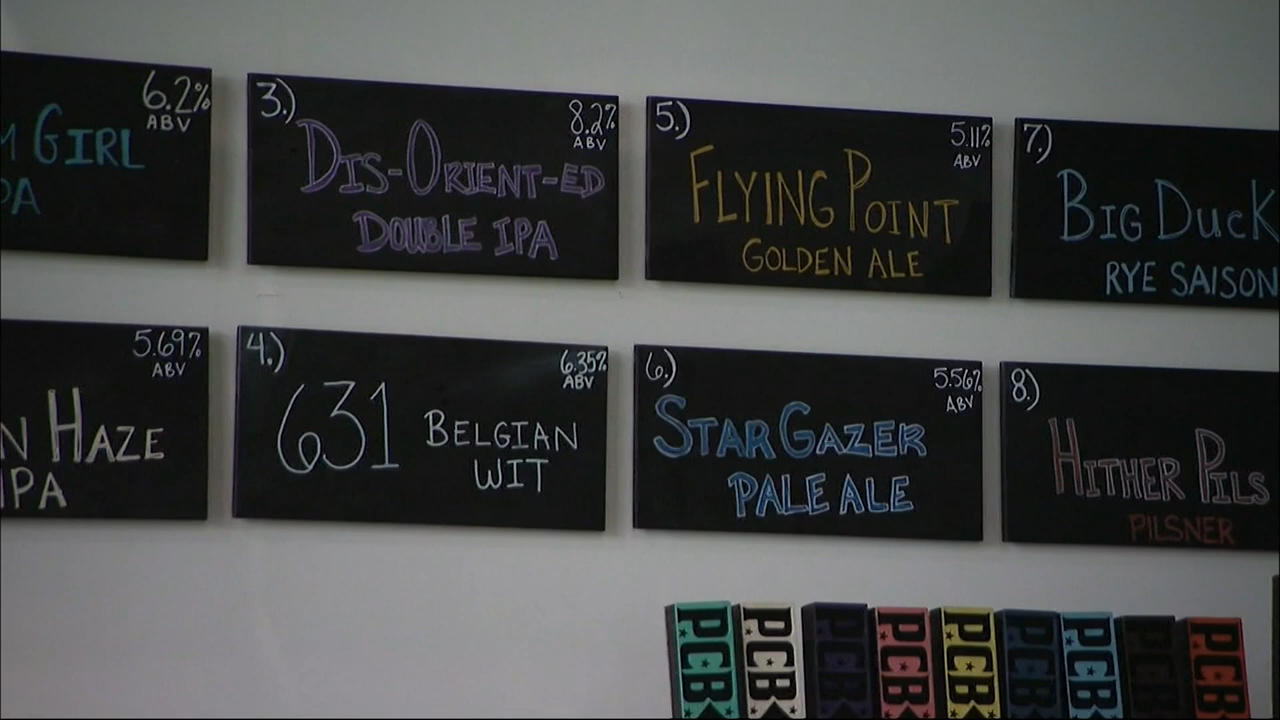 6.2%
ABV
GIRL
3.)
8.2%
ABV
DIS-ORIENT-ED
DOUBLE IPA
5.)
5.11%
ABV
FLYING POINT
GOLDEN ALE
7.)
BIG DUCK
RYE SAISON
5.69%
ABV
HAZE
IPA
4.)
6.35%
ABV
631 BELGIAN
WIT
6.)
5.56%
ABV
STAR GAZER
PALE ALE
8.)
HITHER PILS
PILSNER
PCB
PCB
PCB
PCB
PCB
PCB
PCB
PCB
PCB